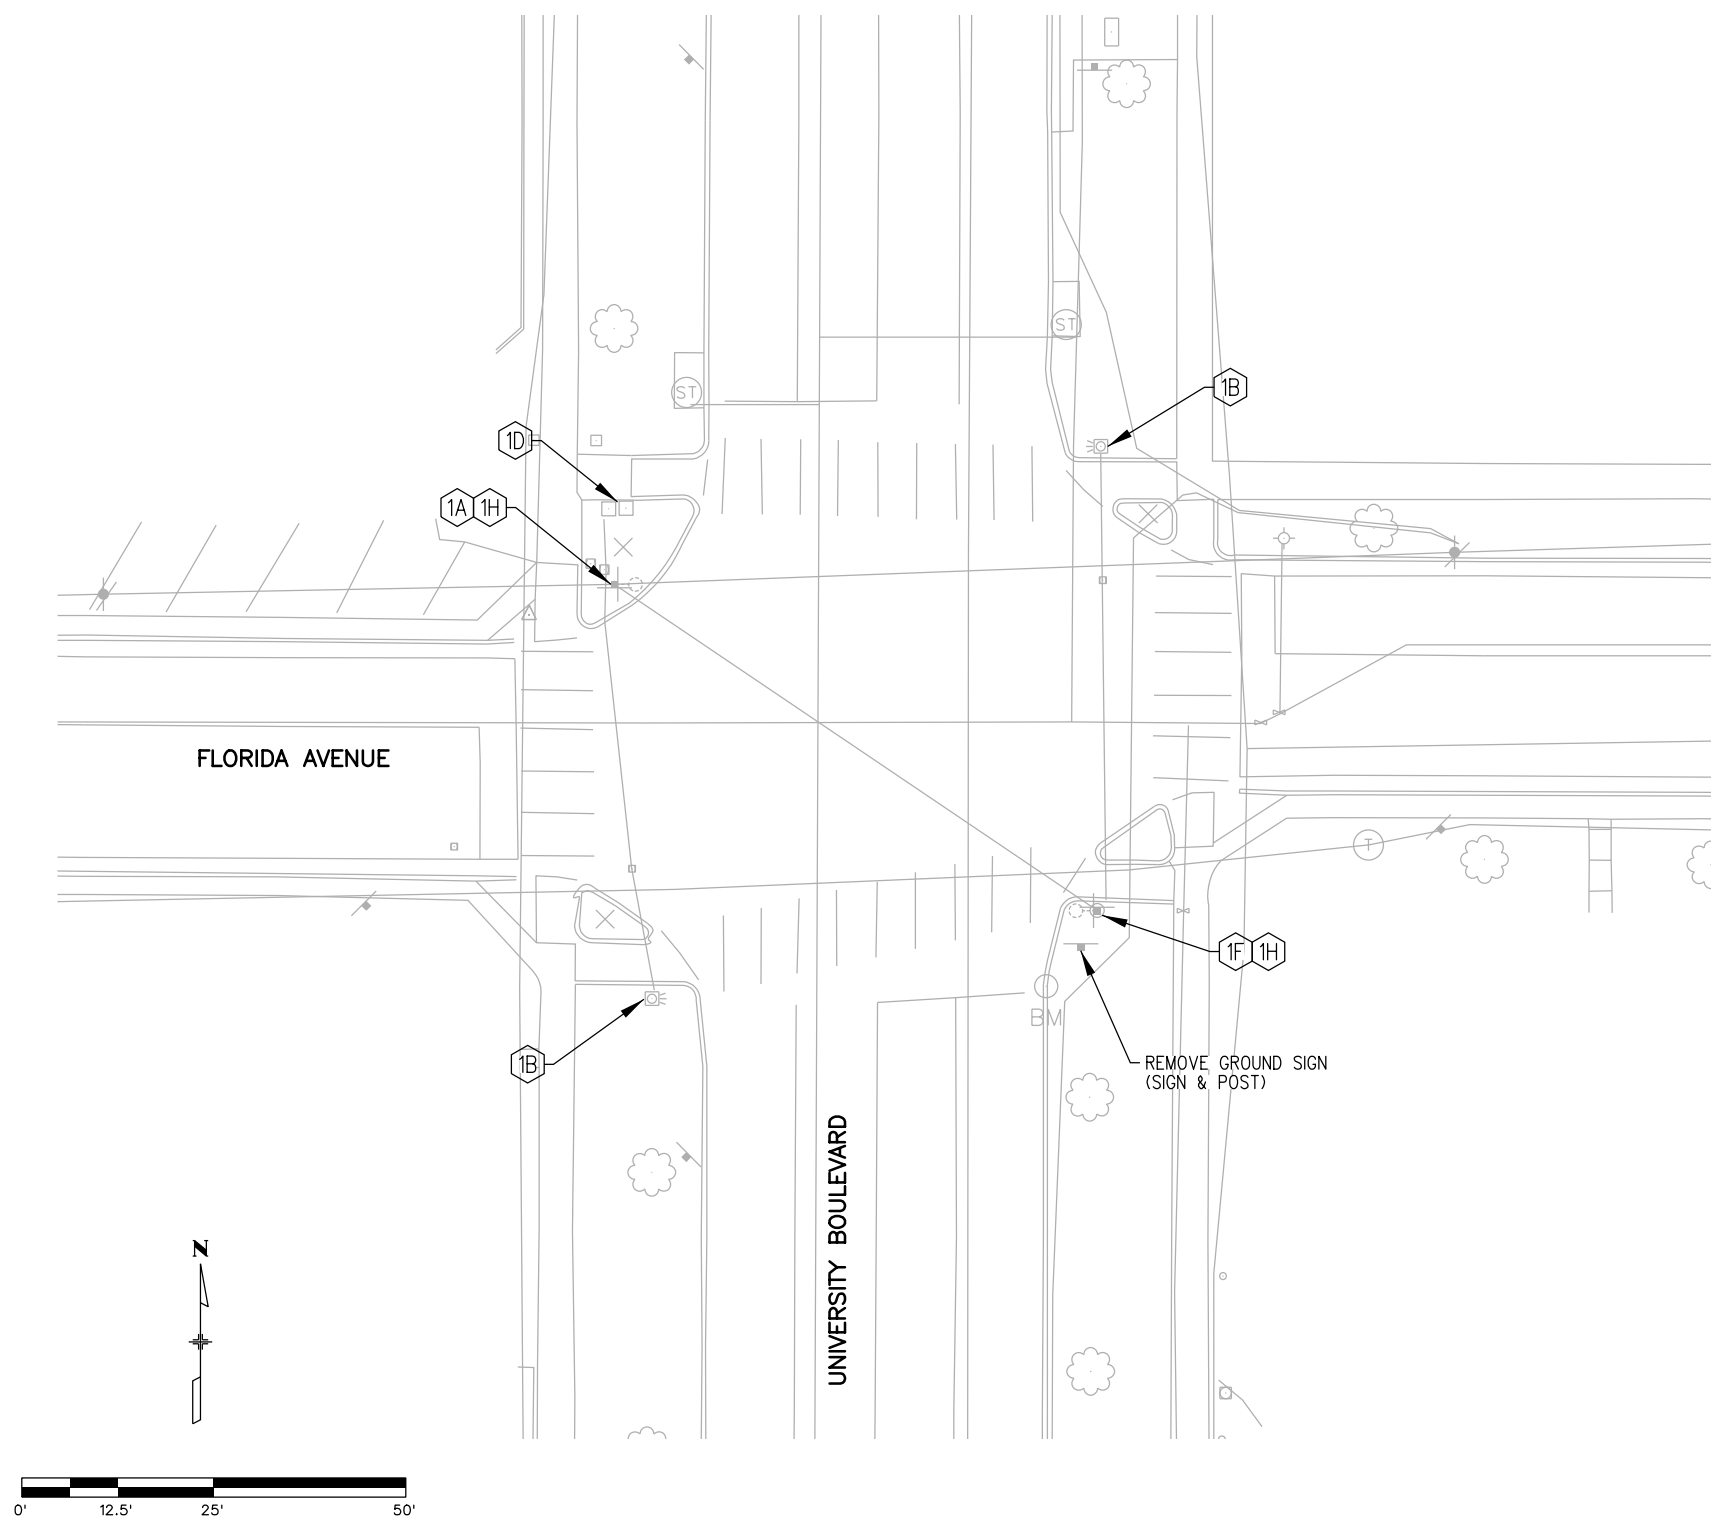 ST
ST
1B
1D
1A 1H
FLORIDA AVENUE
T
1F 1H
BM
1B
REMOVE GROUND SIGN
(SIGN & POST)
UNIVERSITY BOULEVARD
N
0' 12.5' 25' 50'